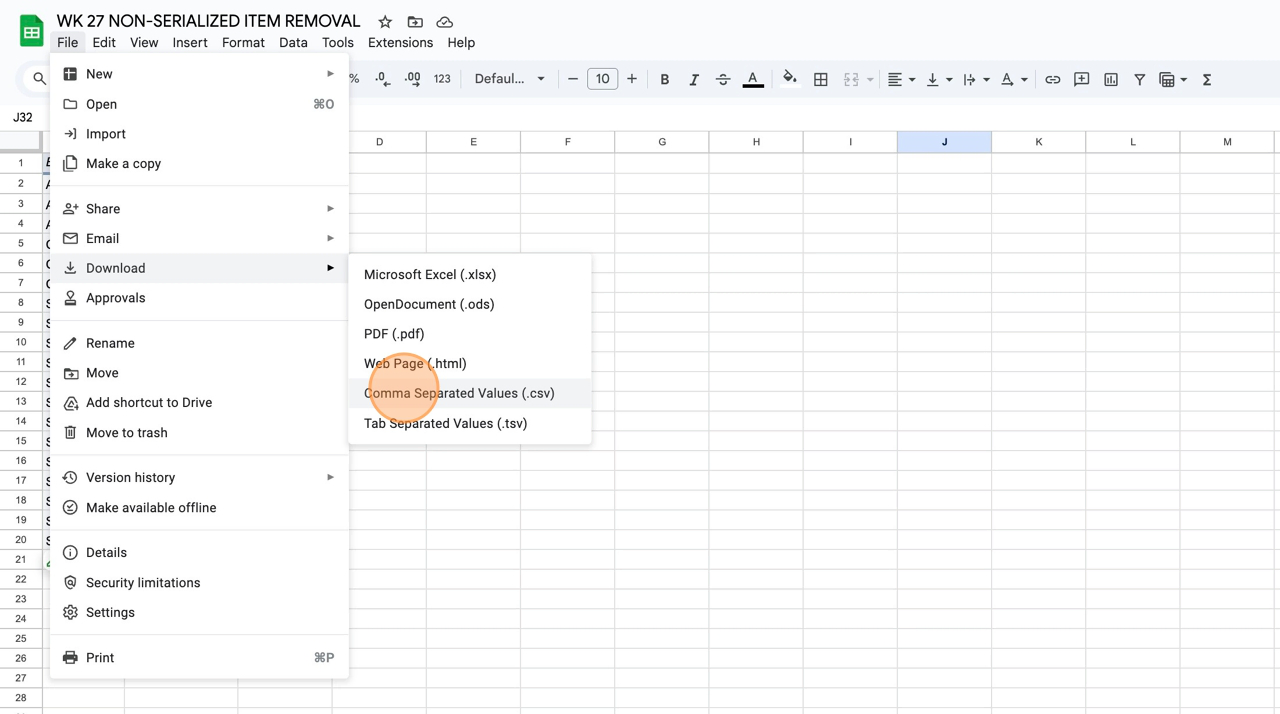 WK 27 NON-SERIALIZED ITEM REMOVAL
File Edit View Insert Format Data Tools Extensions Help
% .0 .00 123 Defaul... 10 B I A Σ
J32
D E F G H I J K L M
New
Open ⌘O
Import
Make a copy
Share
Email
Download
Approvals
Rename
Move
Add shortcut to Drive
Move to trash
Version history
Make available offline
Details
Security limitations
Settings
Print ⌘P
Microsoft Excel (.xlsx)
OpenDocument (.ods)
PDF (.pdf)
Web Page (.html)
Comma Separated Values (.csv)
Tab Separated Values (.tsv)
1
2
3
4
5
6
7
8
9
10
11
12
13
14
15
16
17
18
19
20
21
22
23
24
25
26
27
28